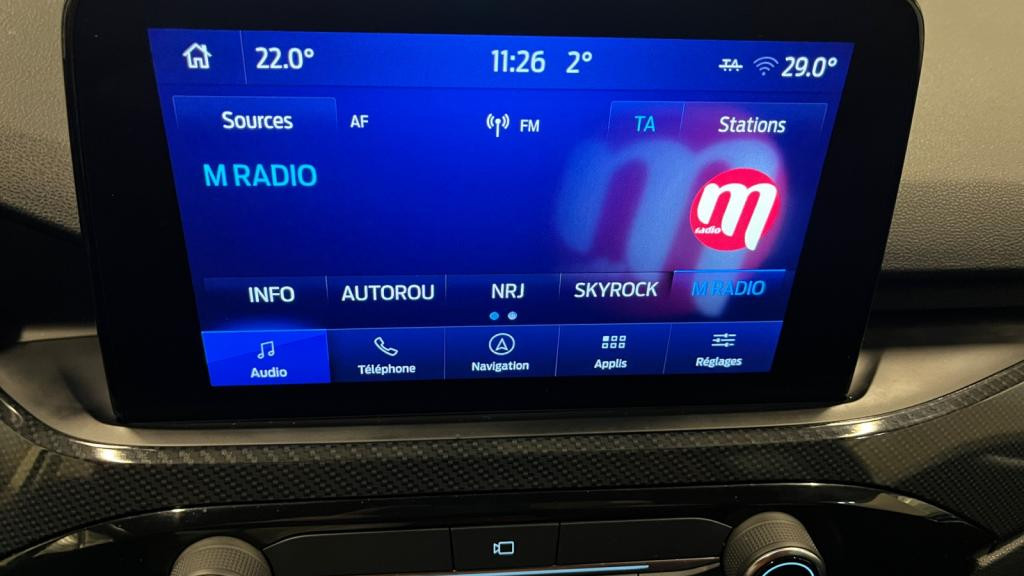 22.0° 11:26 2° TA 29.0°
Sources AF FM TA Stations
M RADIO
m
radio
INFO AUTOROU NRJ SKYROCK M RADIO
Audio Téléphone Navigation Applis Réglages